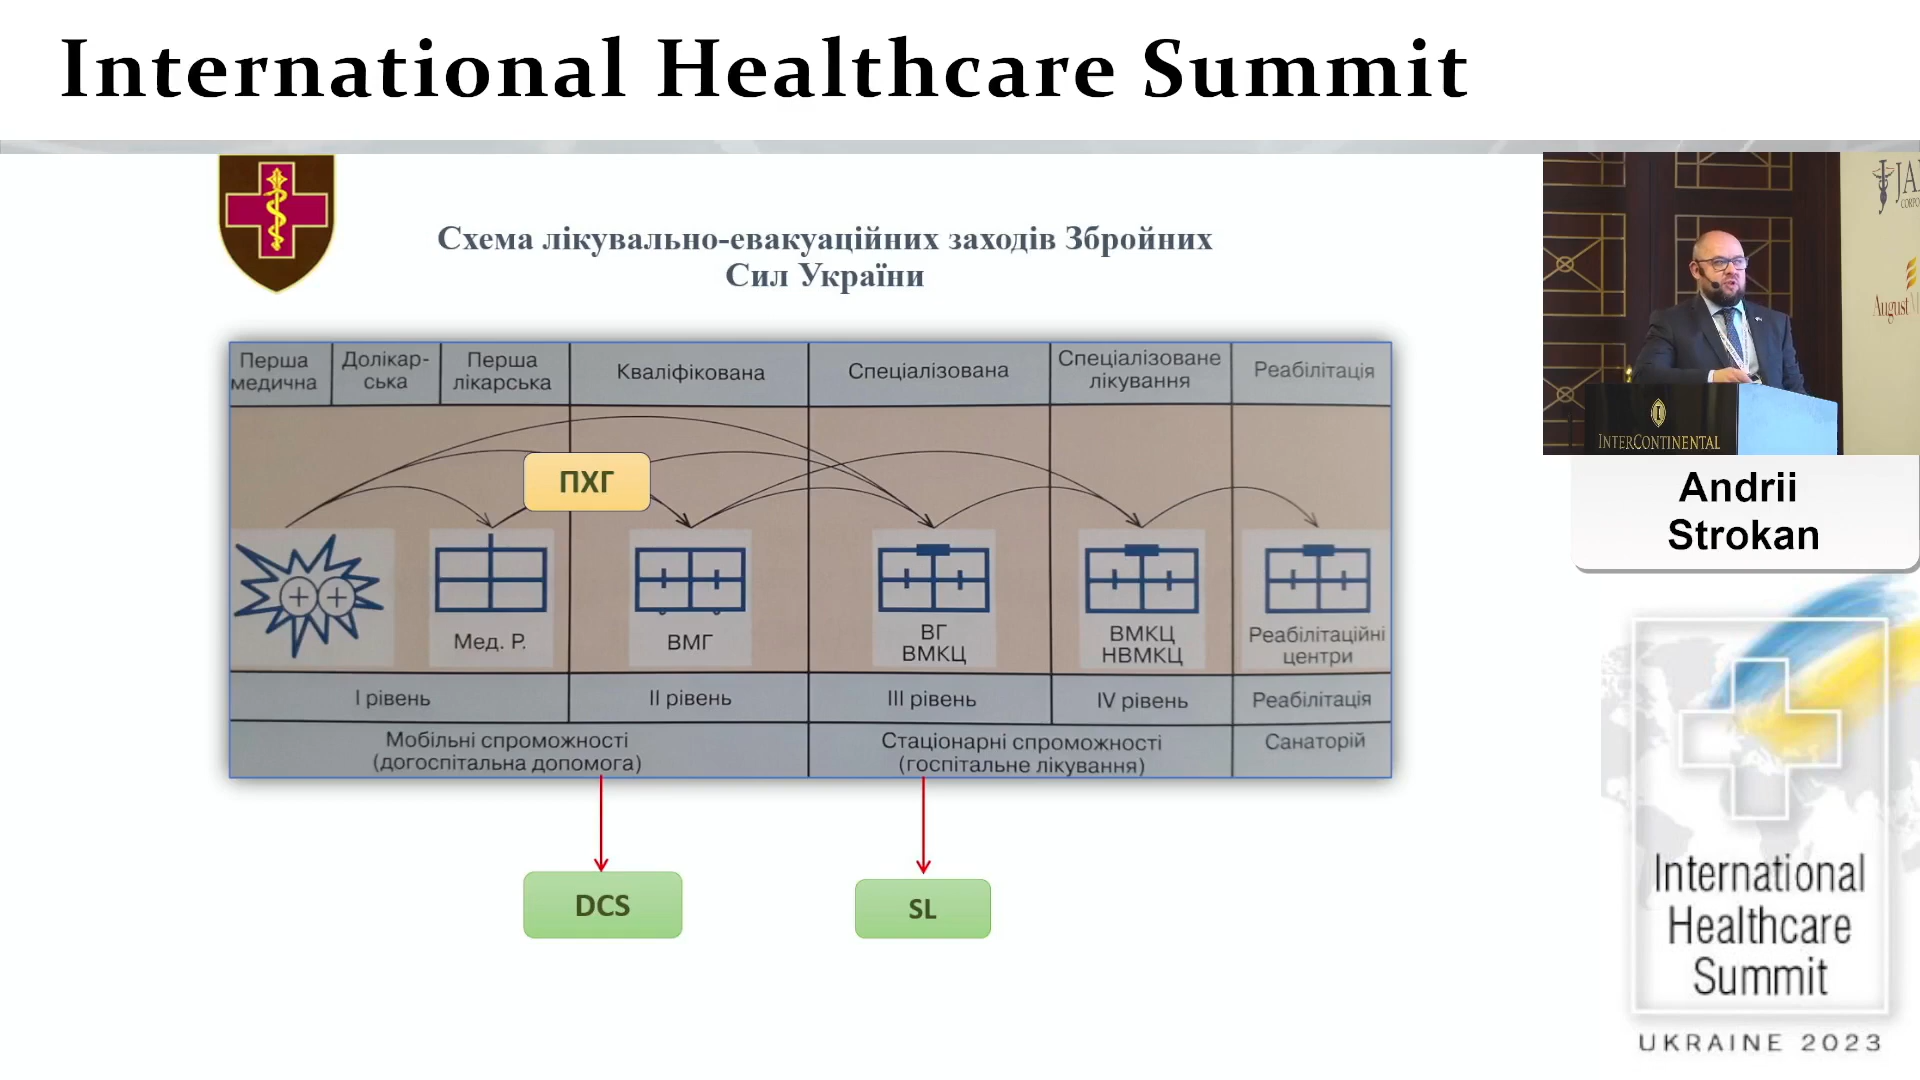 International Healthcare Summit
Схема лікувально-евакуаційних заходів Збройних
Сил України
Перша
медична
Долікар-
ська
Перша
лікарська
Кваліфікована
Спеціалізована
Спеціалізоване
лікування
Реабілітація
ПХГ
Мед. Р.
ВМГ
ВГ
ВМКЦ
ВМКЦ
НВМКЦ
Реабілітаційні
центри
I рівень
II рівень
III рівень
IV рівень
Реабілітація
Мобільні спроможності
(догоспітальна допомога)
Стаціонарні спроможності
(госпітальне лікування)
Санаторій
DCS
SL
JA
CORPO
August
INTERCONTINENTAL
Andrii
Strokan
International
Healthcare
Summit
UKRAINE 2023